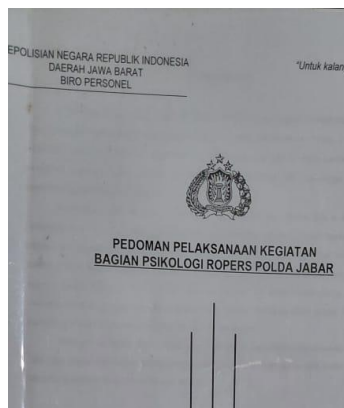 EPOLISIAN NEGARA REPUBLIK INDONESIA
DAERAH JAWA BARAT
BIRO PERSONEL
"Untuk kalan
PEDOMAN PELAKSANAAN KEGIATAN
BAGIAN PSIKOLOGI ROPERS POLDA JABAR